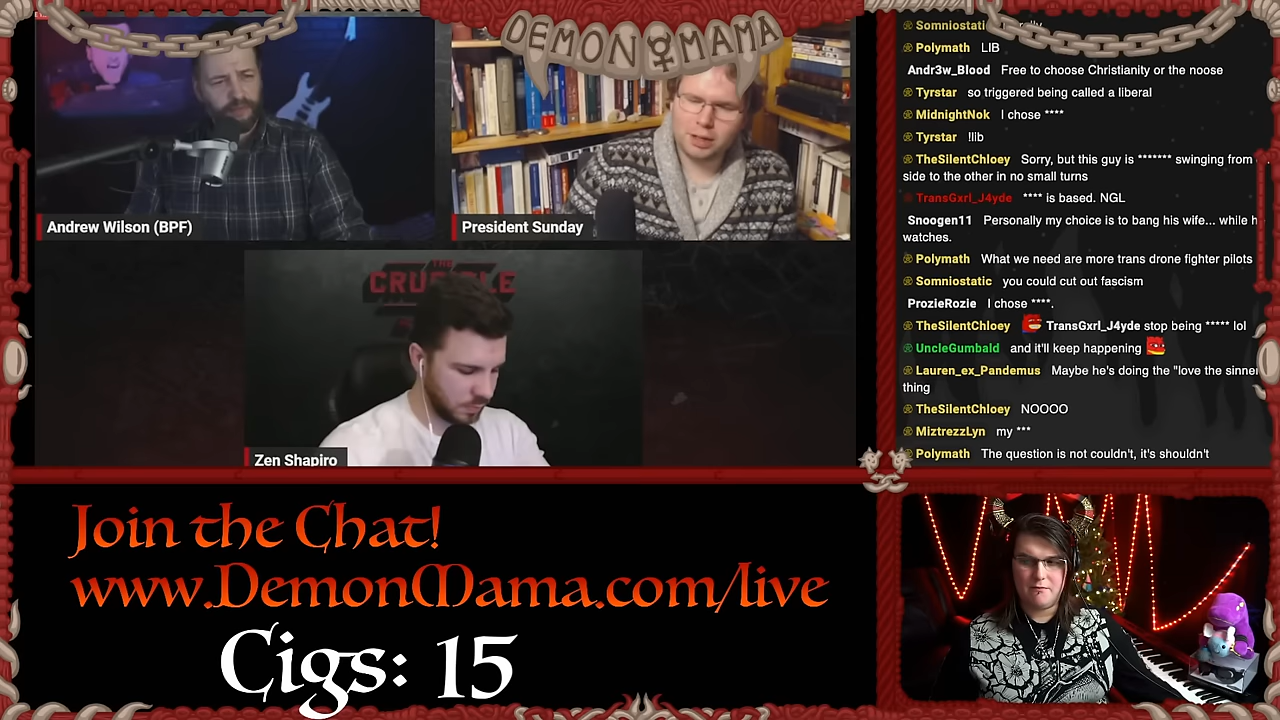 DEMON MAMA
Andrew Wilson (BPF)
President Sunday
THE
CRUCIBLE
Zen Shapiro
Somniostati
Polymath LIB
Andr3w_Blood Free to choose Christianity or the noose
Tyrstar so triggered being called a liberal
MidnightNok I chose ****
Tyrstar !lib
TheSilentChloey Sorry, but this guy is ******* swinging from
side to the other in no small turns
TransGxrl_J4yde **** is based. NGL
Snoogen11 Personally my choice is to bang his wife... while h
watches.
Polymath What we need are more trans drone fighter pilots
Somniostatic you could cut out fascism
ProzieRozie I chose ****.
TheSilentChloey TransGxrl_J4yde stop being ***** lol
UncleGumbald and it'll keep happening
Lauren_ex_Pandemus Maybe he's doing the "love the sinner
thing
TheSilentChloey NOOOO
MiztrezzLyn my ***
Polymath The question is not couldn't, it's shouldn't
Join the Chat!
www.DemonMama.com/live
Cigs: 15